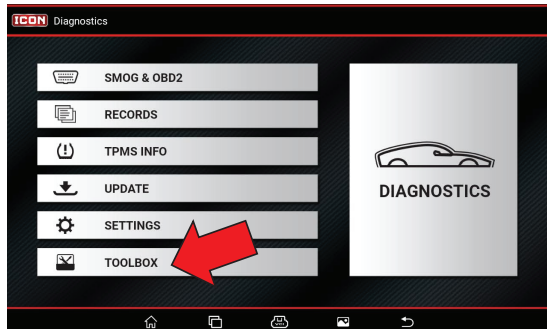 ICON Diagnostics
SMOG & OBD2
RECORDS
TPMS INFO
UPDATE
SETTINGS
TOOLBOX
DIAGNOSTICS